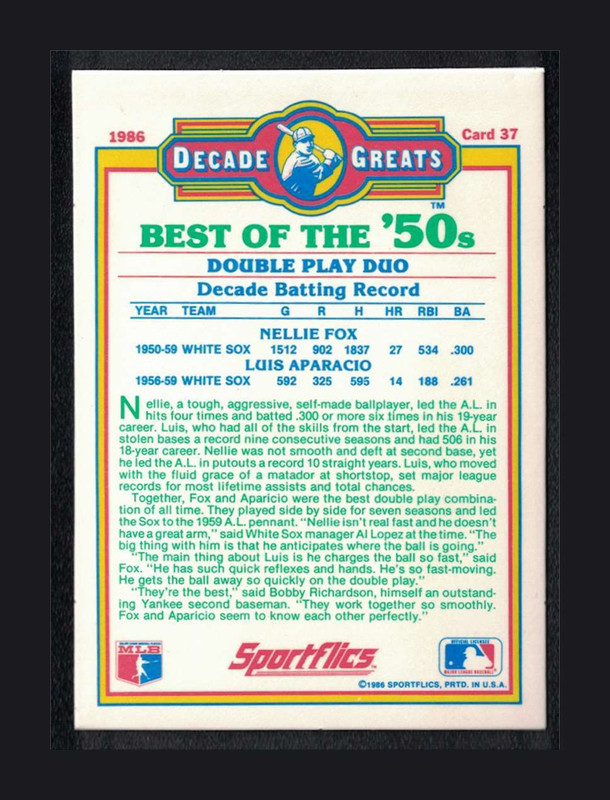 1986
Card 37
DECADE GREATS
TM
BEST OF THE '50s
DOUBLE PLAY DUO
Decade Batting Record
YEAR TEAM G R H HR RBI BA
NELLIE FOX
1950-59 WHITE SOX 1512 902 1837 27 534 .300
LUIS APARACIO
1956-59 WHITE SOX 592 325 595 14 188 .261
Nellie, a tough, aggressive, self-made ballplayer, led the A.L. in
hits four times and batted .300 or more six times in his 19-year
career. Luis, who had all of the skills from the start, led the A.L. in
stolen bases a record nine consecutive seasons and had 506 in his
18-year career. Nellie was not smooth and deft at second base, yet
he led the A.L. in putouts a record 10 straight years. Luis, who moved
with the fluid grace of a matador at shortstop, set major league
records for most lifetime assists and total chances.
Together, Fox and Aparicio were the best double play combina-
tion of all time. They played side by side for seven seasons and led
the Sox to the 1959 A.L. pennant. "Nellie isn't real fast and he doesn't
have a great arm," said White Sox manager Al Lopez at the time. "The
big thing with him is that he anticipates where the ball is going."
"The main thing about Luis is he charges the ball so fast," said
Fox. "He has such quick reflexes and hands. He's so fast-moving.
He gets the ball away so quickly on the double play."
"They're the best," said Bobby Richardson, himself an outstand-
ing Yankee second baseman. "They work together so smoothly.
Fox and Aparicio seem to know each other perfectly."
MLB
Sportflics
OFFICIAL LICENSEE
MAJOR LEAGUE BASEBALL
©1986 SPORTFLICS, PRTD. IN U.S.A.